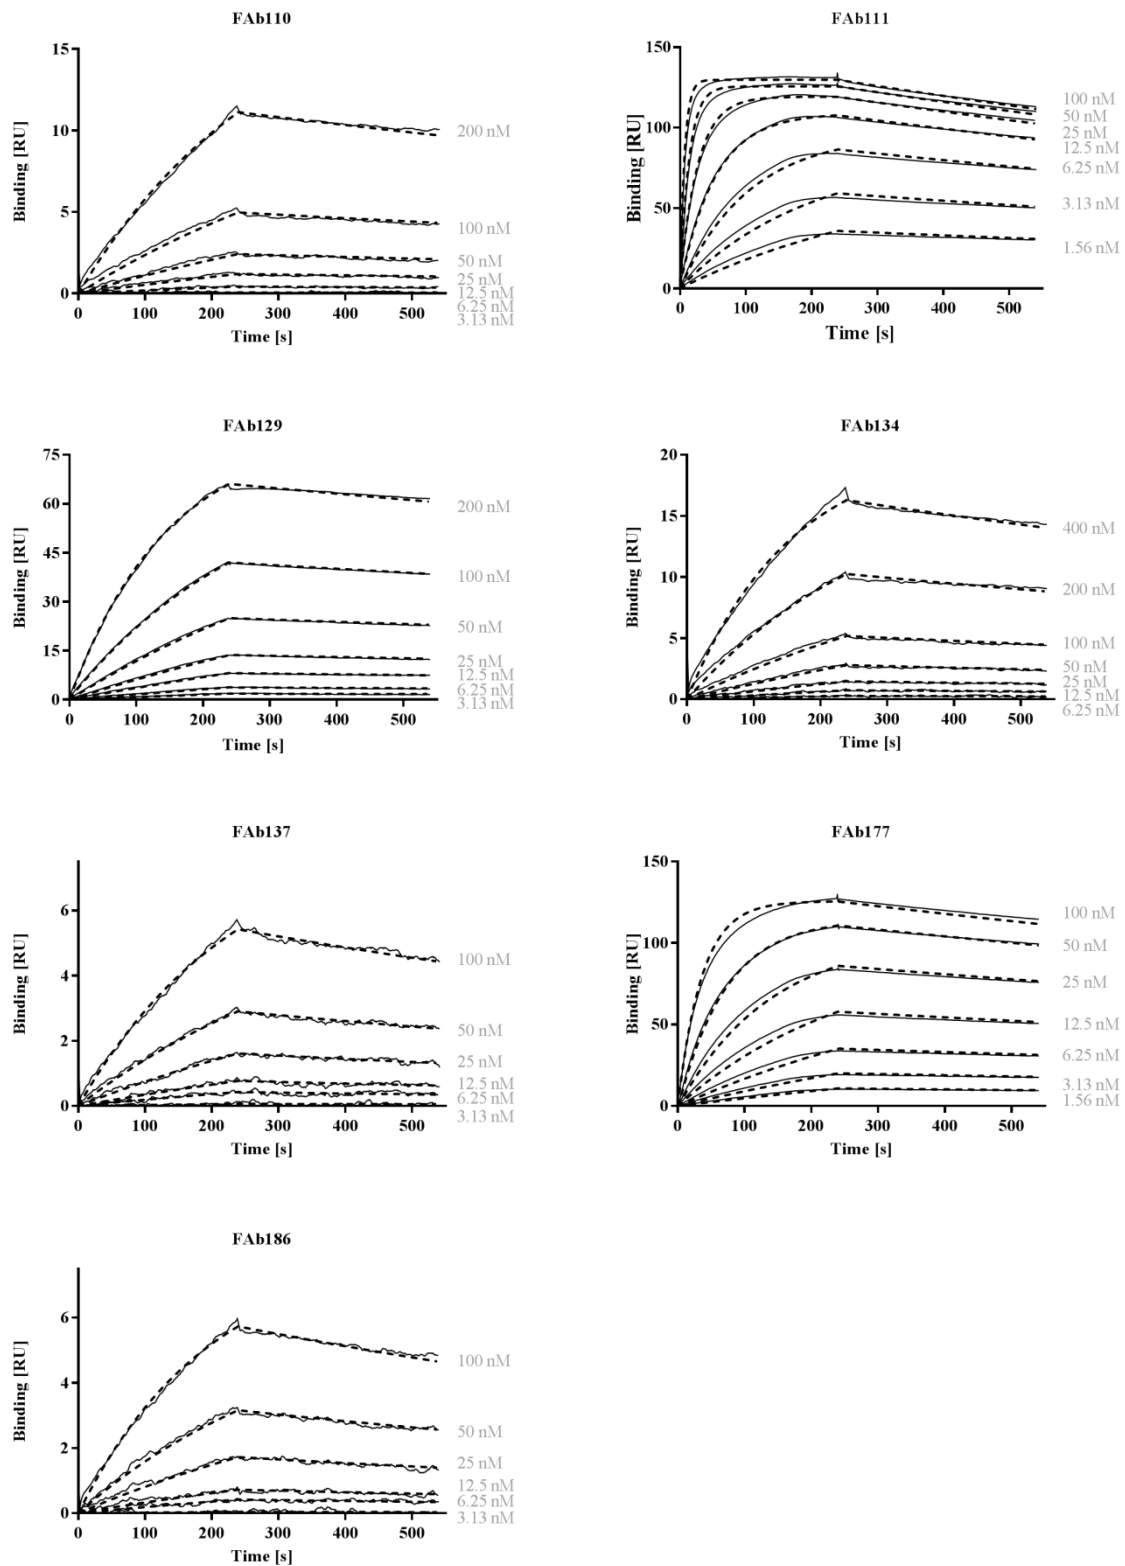 FAb110
15
10
5
0
Binding [RU]
0 100 200 300 400 500
Time [s]
200 nM
100 nM
50 nM
25 nM
12.5 nM
6.25 nM
3.13 nM
FAb111
150
100
50
0
Binding [RU]
0 100 200 300 400 500
Time [s]
100 nM
50 nM
25 nM
12.5 nM
6.25 nM
3.13 nM
1.56 nM
FAb129
75
60
45
30
15
0
Binding [RU]
0 100 200 300 400 500
Time [s]
200 nM
100 nM
50 nM
25 nM
12.5 nM
6.25 nM
3.13 nM
FAb134
20
15
10
5
0
Binding [RU]
0 100 200 300 400 500
Time [s]
400 nM
200 nM
100 nM
50 nM
25 nM
12.5 nM
6.25 nM
FAb137
6
4
2
0
Binding [RU]
0 100 200 300 400 500
Time [s]
100 nM
50 nM
25 nM
12.5 nM
6.25 nM
3.13 nM
FAb177
150
100
50
0
Binding [RU]
0 100 200 300 400 500
Time [s]
100 nM
50 nM
25 nM
12.5 nM
6.25 nM
3.13 nM
1.56 nM
FAb186
6
4
2
0
Binding [RU]
0 100 200 300 400 500
Time [s]
100 nM
50 nM
25 nM
12.5 nM
6.25 nM
3.13 nM